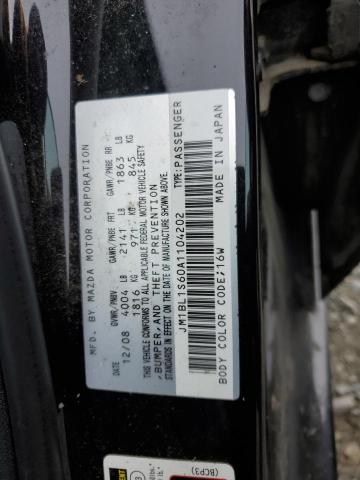 MFD. BY MAZDA MOTOR CORPORATION
GVWR/PNBV GAWR/PNBE FRT GAWR/PNBE RR
12/08 4004 LB 2141 LB 1863 LB
1816 KG 971 KG 845 KG
THIS VEHICLE CONFORMS TO ALL APPLICABLE FEDERAL MOTOR VEHICLE SAFETY
,BUMPER,AND THEFT PREVENTION
STANDARDS IN EFFECT ON THE DATE OF MANUFACTURE SHOWN ABOVE.
JM1BL1S60A1104202 TYPE:PASSENGER
BODY COLOR CODE;16W MADE IN JAPAN
(BCP3)